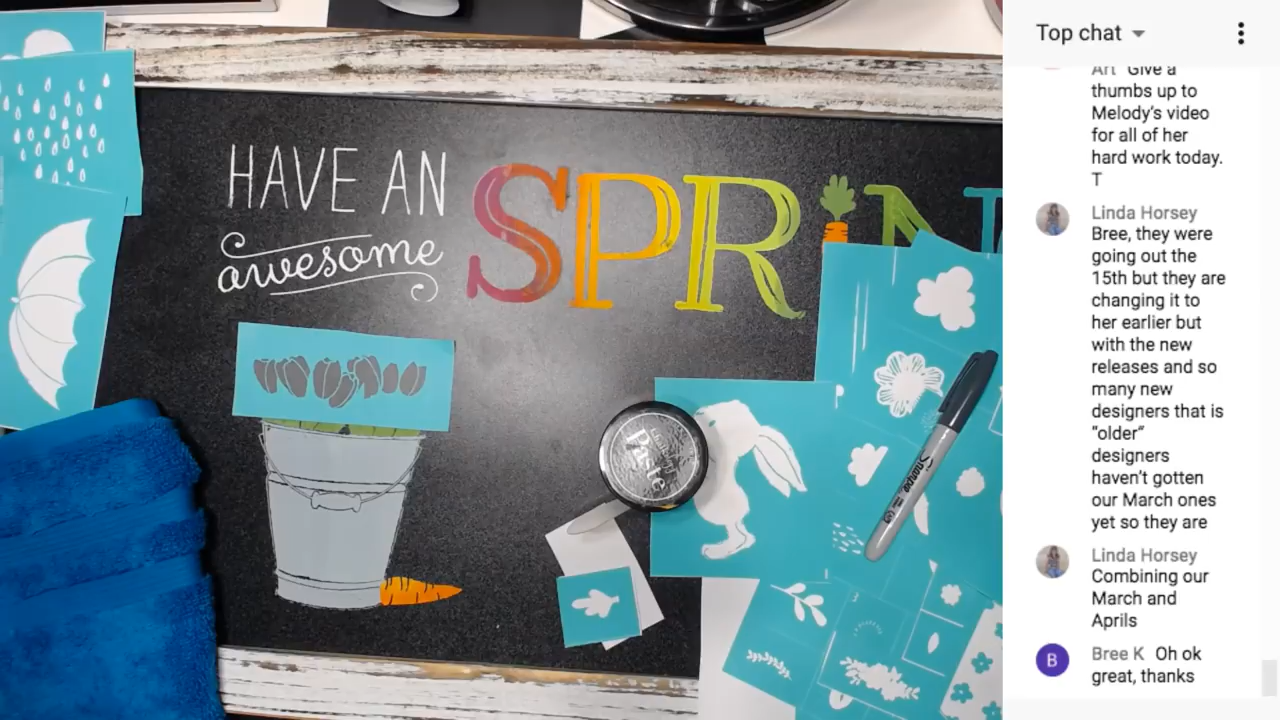 HAVE AN
awesome
SPRIN
Paste
Sharpie
Top chat
Art Give a
thumbs up to
Melody's video
for all of her
hard work today.
T
Linda Horsey
Bree, they were
going out the
15th but they are
changing it to
her earlier but
with the new
releases and so
many new
designers that is
"older"
designers
haven't gotten
our March ones
yet so they are
Linda Horsey
Combining our
March and
Aprils
B
Bree K Oh ok
great, thanks